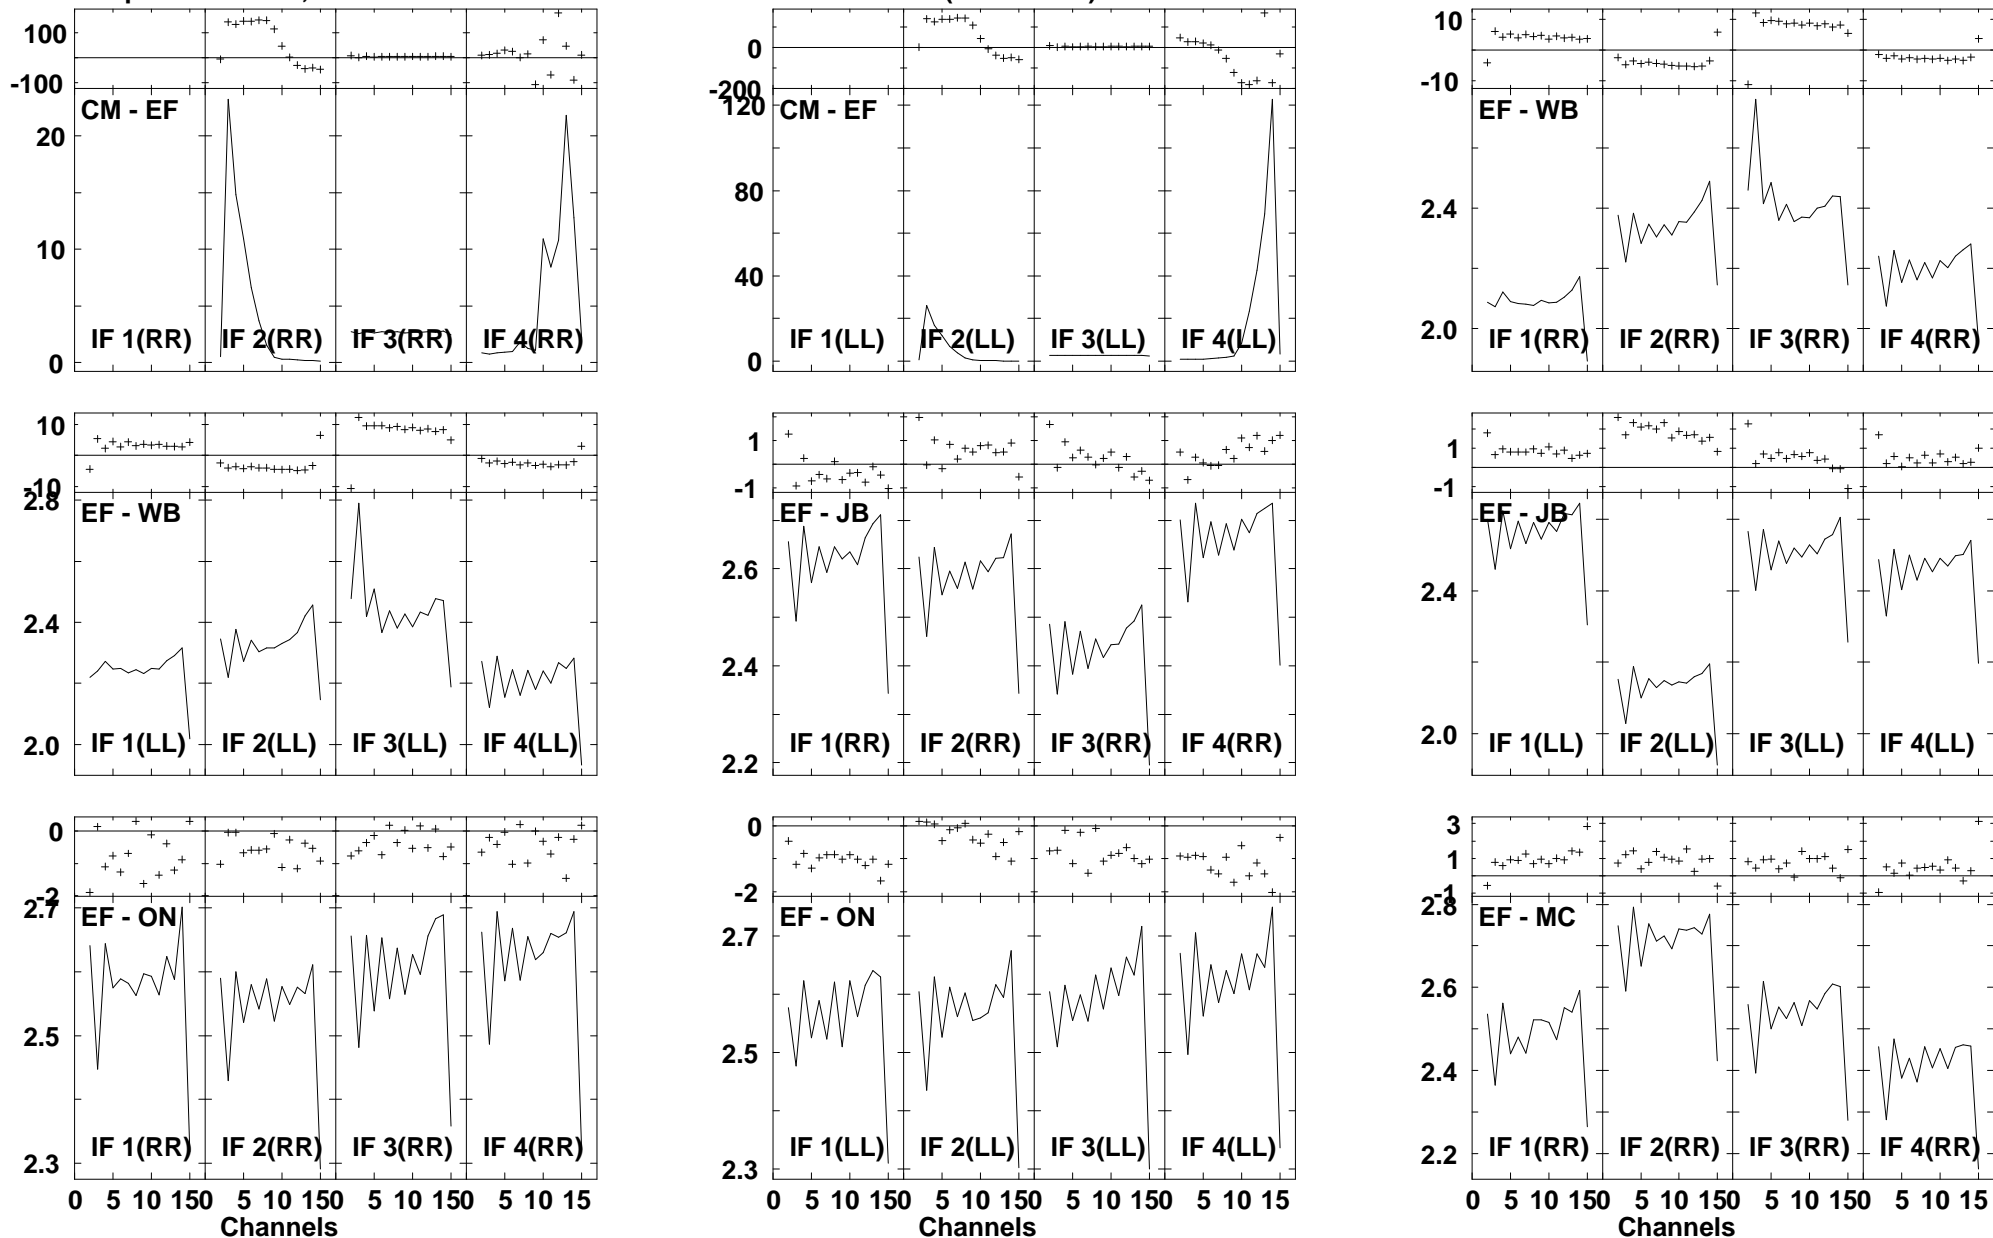 100
-100
CM - EF
20
10
0
IF 1(RR) IF 2(RR) IF 3(RR) IF 4(RR)
0
-200
120
CM - EF
80
40
0
IF 1(LL) IF 2(LL) IF 3(LL) IF 4(LL)
10
-10
EF - WB
2.4
2.0
IF 1(RR) IF 2(RR) IF 3(RR) IF 4(RR)
10
-10
2.8
EF - WB
2.4
2.0
IF 1(LL) IF 2(LL) IF 3(LL) IF 4(LL)
1
-1
EF - JB
2.6
2.4
2.2
IF 1(RR) IF 2(RR) IF 3(RR) IF 4(RR)
1
-1
EF - JB
2.4
2.0
IF 1(LL) IF 2(LL) IF 3(LL) IF 4(LL)
0
-2
2.7
EF - ON
2.5
2.3
IF 1(RR) IF 2(RR) IF 3(RR) IF 4(RR)
0 5 10 150 5 10 150 5 10 150 5 10 15
Channels
0
-2
EF - ON
2.7
2.5
2.3
IF 1(LL) IF 2(LL) IF 3(LL) IF 4(LL)
0 5 10 150 5 10 150 5 10 150 5 10 15
Channels
3
1
-1
2.8
EF - MC
2.6
2.4
2.2
IF 1(RR) IF 2(RR) IF 3(RR) IF 4(RR)
0 5 10 150 5 10 150 5 10 150 5 10 15
Channels